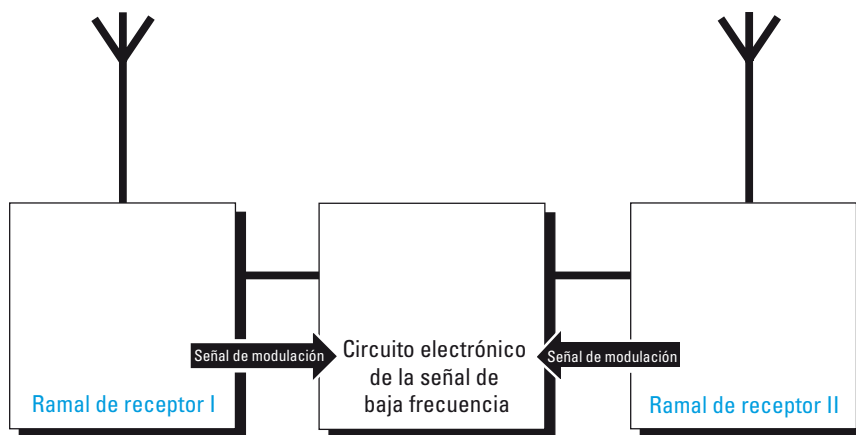 Señal de modulación
Circuito electrónico
de la señal de
baja frecuencia
Señal de modulación
Ramal de receptor I
Ramal de receptor II